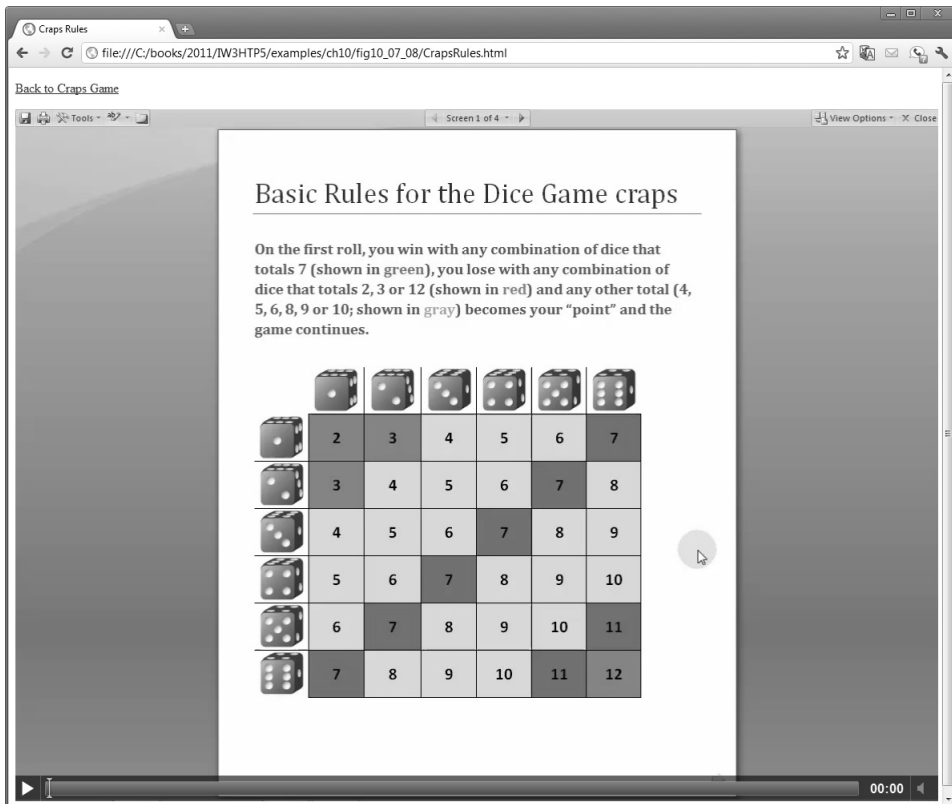 Craps Rules
file:///C:/books/2011/IW3HTP5/examples/ch10/fig10_07_08/CrapsRules.html
Back to Craps Game
Tools Screen 1 of 4 View Options Close
Basic Rules for the Dice Game craps
On the first roll, you win with any combination of dice that
totals 7 (shown in green), you lose with any combination of
dice that totals 2, 3 or 12 (shown in red) and any other total (4,
5, 6, 8, 9 or 10; shown in gray) becomes your “point” and the
game continues.
2 3 4 5 6 7
3 4 5 6 7 8
4 5 6 7 8 9
5 6 7 8 9 10
6 7 8 9 10 11
7 8 9 10 11 12
00:00